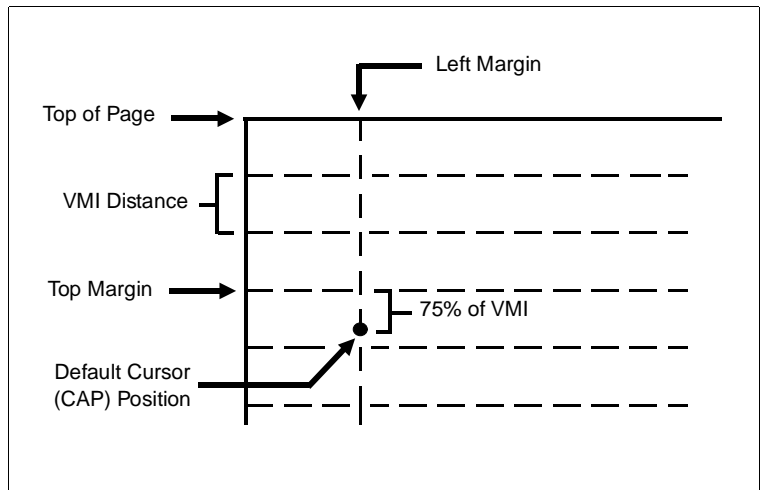 Left Margin
Top of Page
VMI Distance
Top Margin
75% of VMI
Default Cursor
(CAP) Position